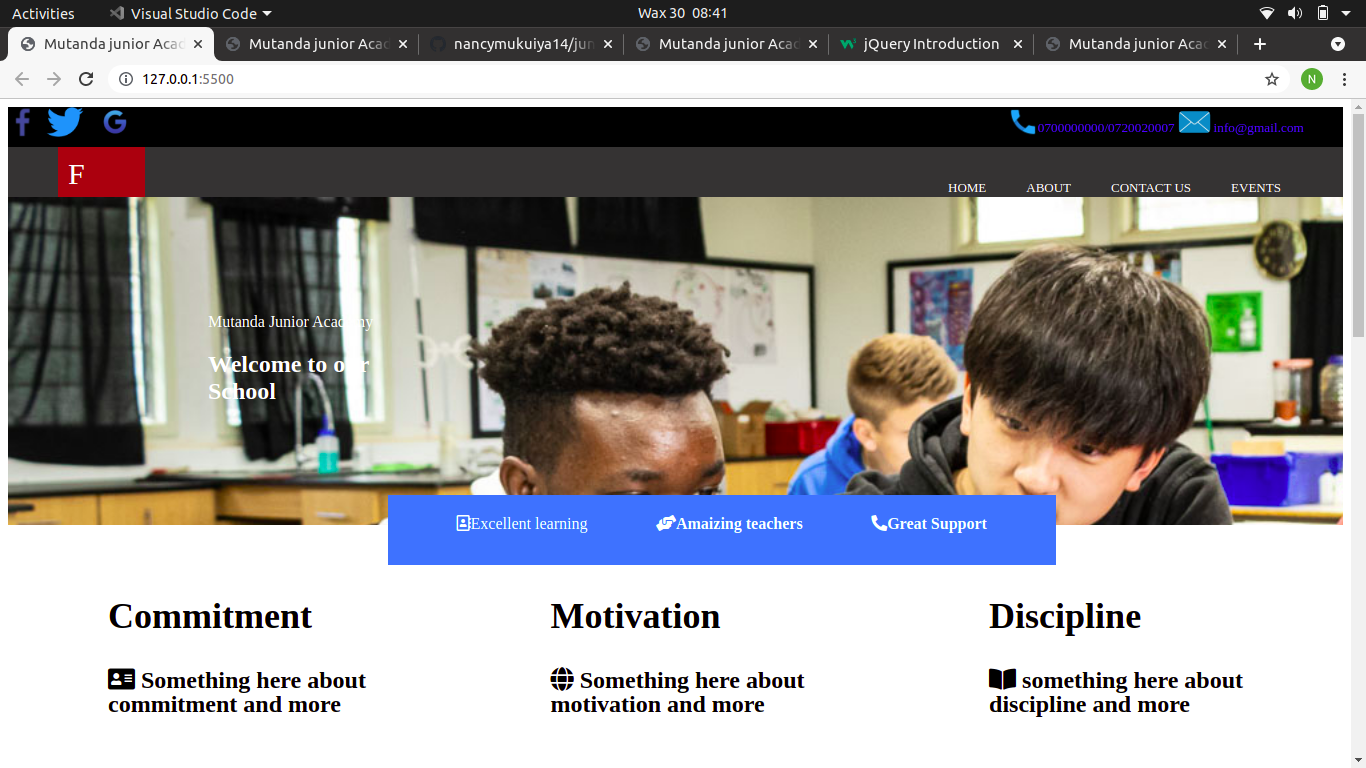 Activities Visual Studio Code Wax 30 08:41
Mutanda junior Acad Mutanda junior Acad nancymukuiya14/jun Mutanda junior Acad jQuery Introduction Mutanda junior Acad
127.0.0.1:5500 N
f G 0700000000/0720020007 info@gmail.com
F
HOME ABOUT CONTACT US EVENTS
Mutanda Junior Academy
Welcome to our
School
Excellent learning Amaizing teachers Great Support
Commitment Motivation Discipline
Something here about Something here about something here about
commitment and more motivation and more discipline and more